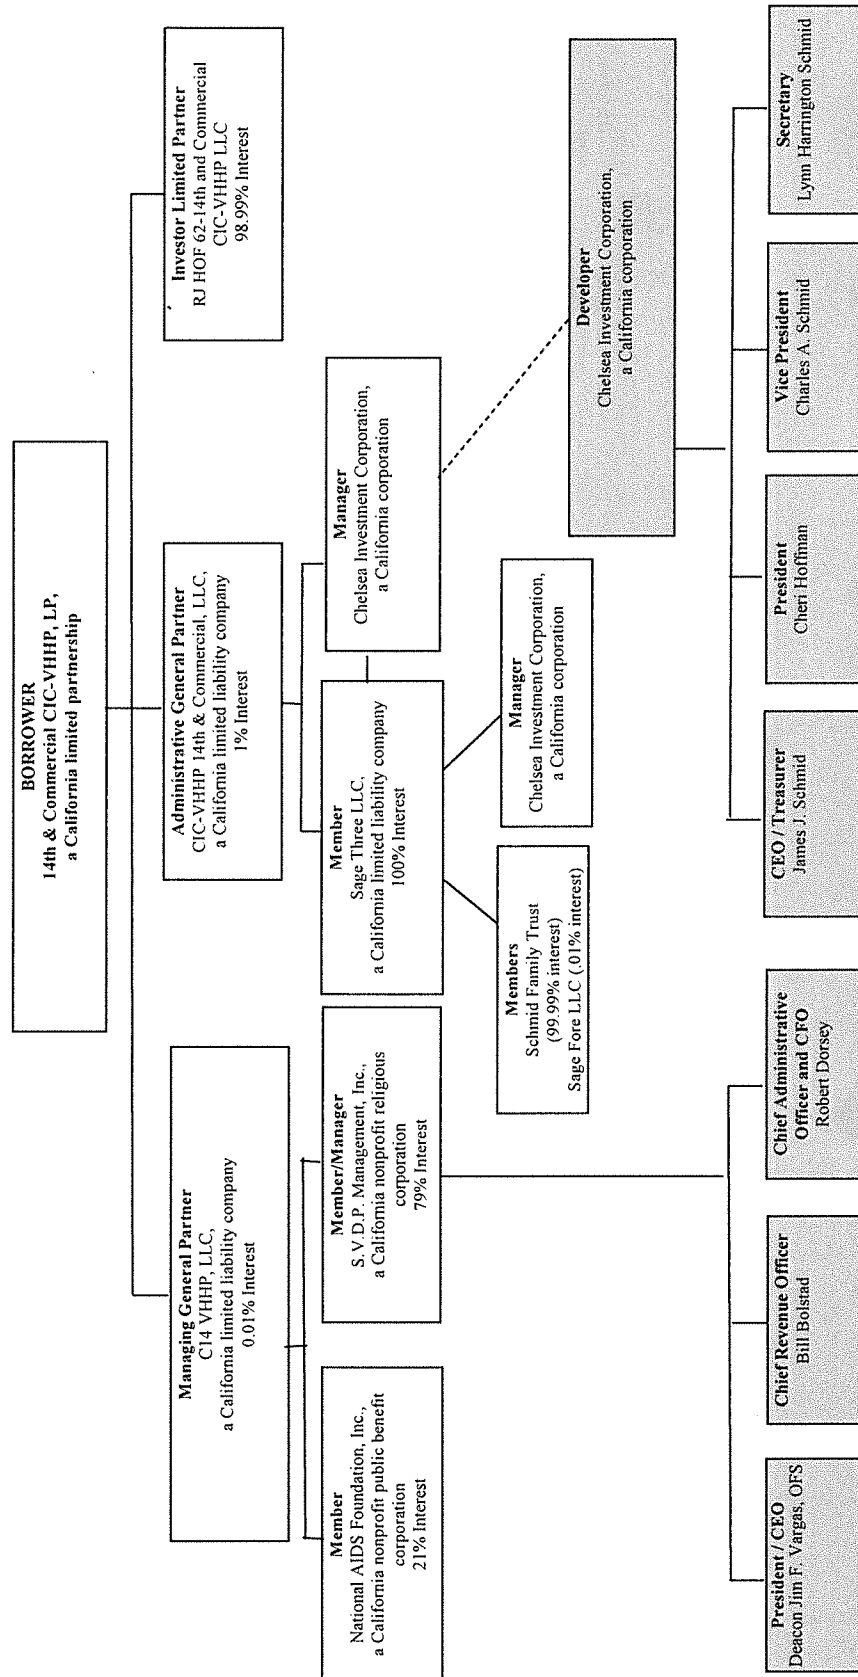 BORROWER
14th & Commercial CIC-VHHP, LP,
a California limited partnership
Managing General Partner
C14 VHHP, LLC,
a California limited liability company
0.01% Interest
Administrative General Partner
CIC-VHHP 14th & Commercial, LLC,
a California limited liability company
1% Interest
Investor Limited Partner
RJ HOF 62-14th and Commercial
CIC-VHHP LLC
98.99% Interest
Member
National AIDS Foundation, Inc.,
a California nonprofit public benefit
corporation
21% Interest
Member/Manager
S.V.D.P. Management, Inc.,
a California nonprofit religious
corporation
79% Interest
Member
Sage Three LLC,
a California limited liability company
100% Interest
Manager
Chelsea Investment Corporation,
a California corporation
Members
Schmid Family Trust
(99.99% interest)
Sage Fore LLC (.01% interest)
Manager
Chelsea Investment Corporation,
a California corporation
Developer
Chelsea Investment Corporation,
a California corporation
President / CEO
Deacon Jim F. Vargas, OFS
Chief Revenue Officer
Bill Bolstad
Chief Administrative
Officer and CFO
Robert Dorsey
CEO / Treasurer
James J. Schmid
President
Cheri Hoffman
Vice President
Charles A. Schmid
Secretary
Lynn Harrington Schmid